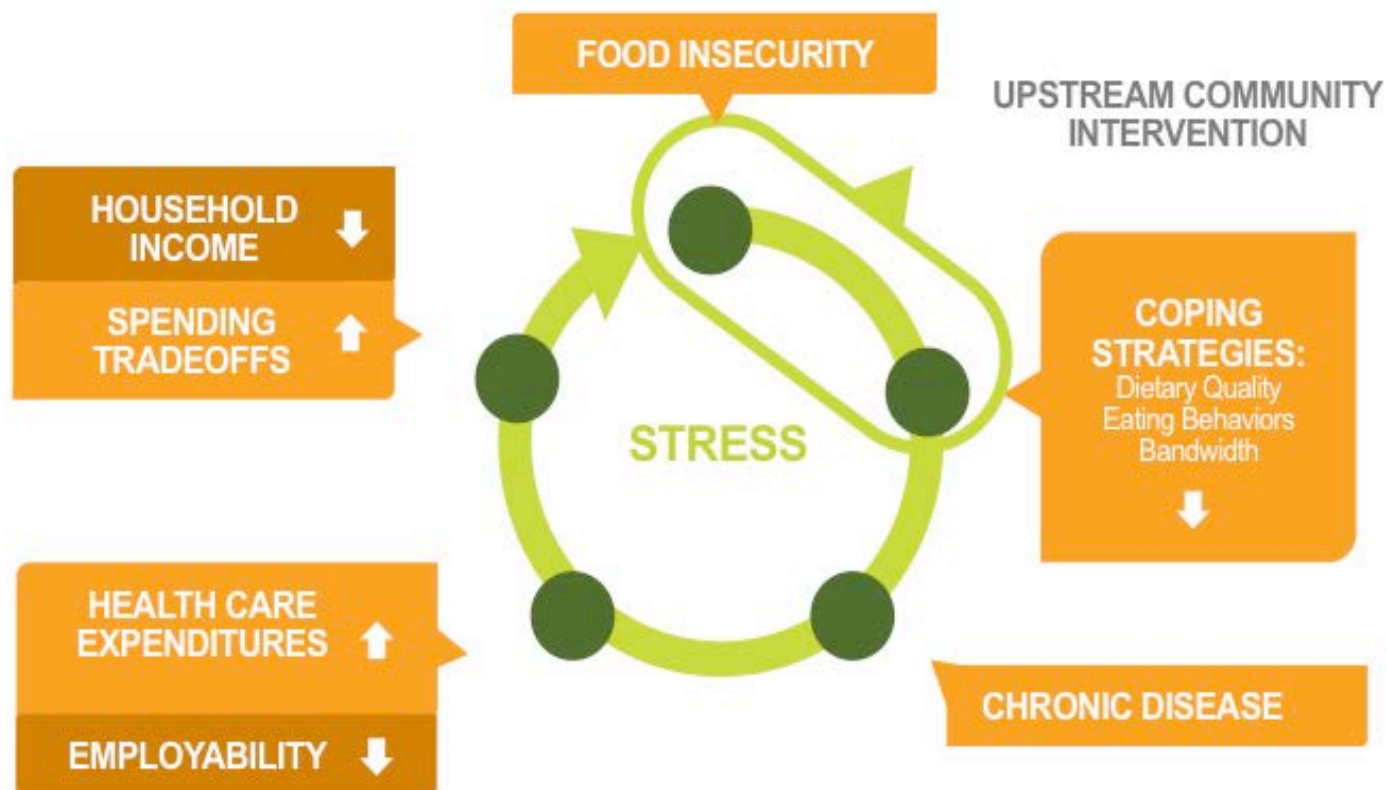 FOOD INSECURITY
UPSTREAM COMMUNITY
INTERVENTION
HOUSEHOLD
INCOME
SPENDING
TRADEOFFS
COPING
STRATEGIES:
Dietary Quality
Eating Behaviors
Bandwidth
STRESS
HEALTH CARE
EXPENDITURES
EMPLOYABILITY
CHRONIC DISEASE